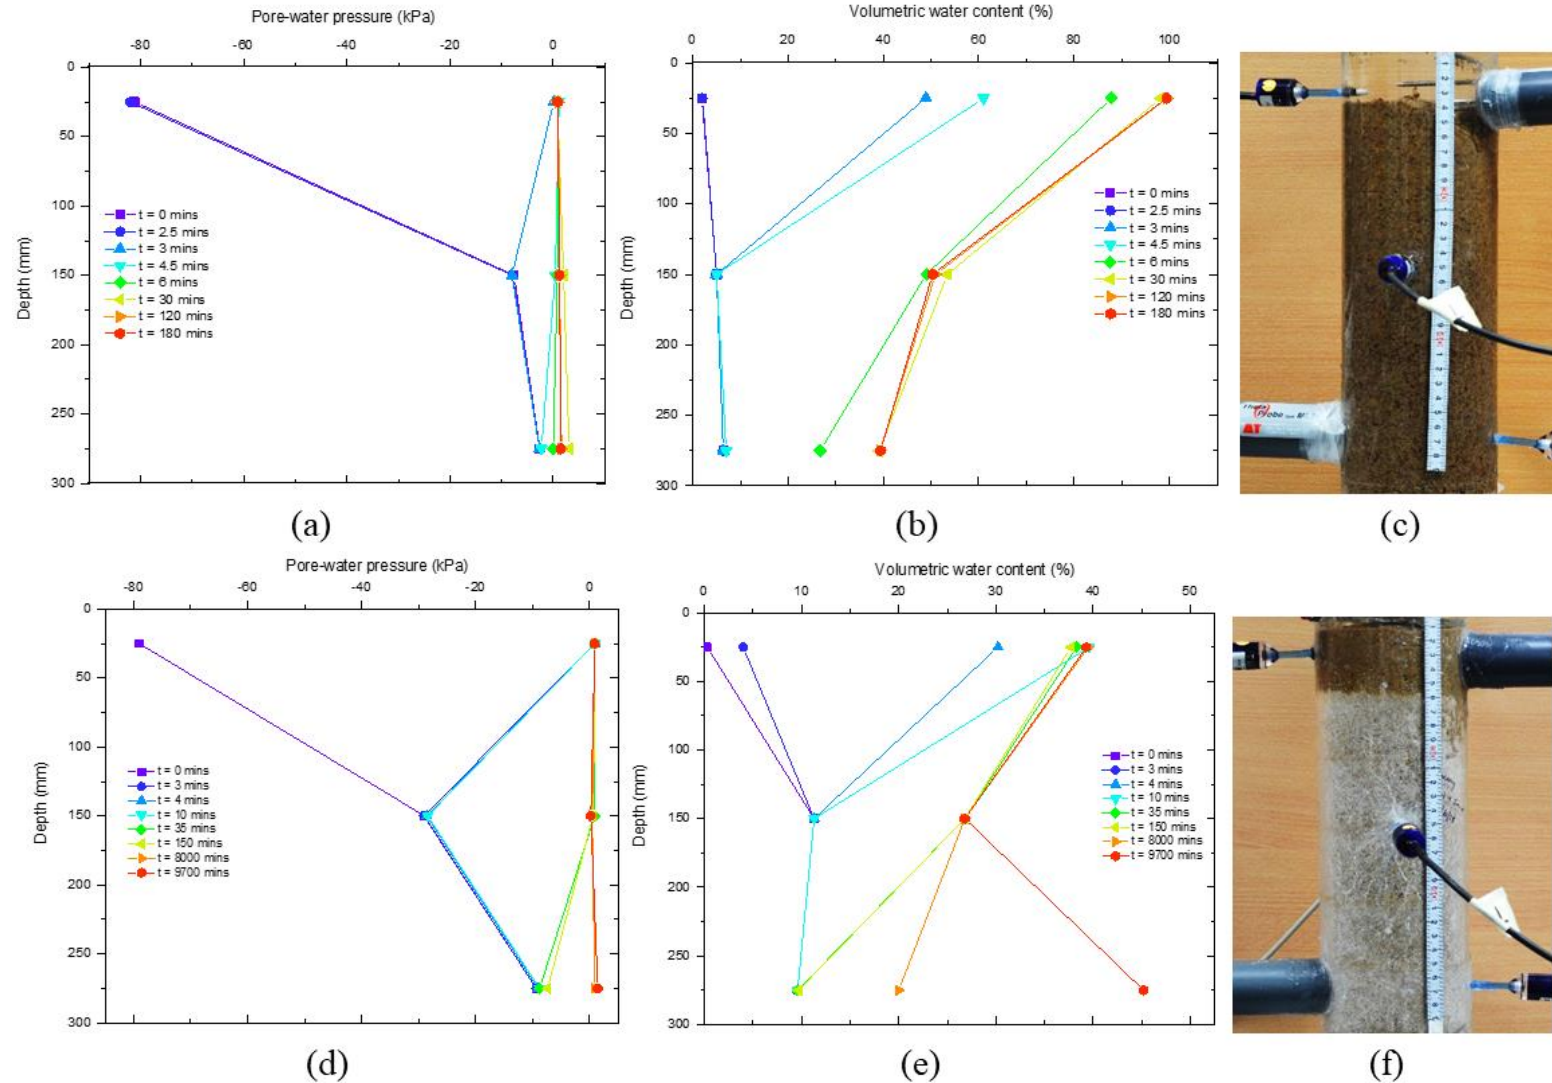 Pore-water pressure (kPa)
-80 -60 -40 -20 0
0
50
100
150
200
250
300
Depth (mm)
t = 0 mins
t = 2.5 mins
t = 3 mins
t = 4.5 mins
t = 6 mins
t = 30 mins
t = 120 mins
t = 180 mins
(a)
Volumetric water content (%)
0 20 40 60 80 100
0
50
100
150
200
250
300
Depth (mm)
t = 0 mins
t = 2.5 mins
t = 3 mins
t = 4.5 mins
t = 6 mins
t = 30 mins
t = 120 mins
t = 180 mins
(b)
AT
(c)
Pore-water pressure (kPa)
-80 -60 -40 -20 0
0
50
100
150
200
250
300
Depth (mm)
t = 0 mins
t = 3 mins
t = 4 mins
t = 10 mins
t = 35 mins
t = 150 mins
t = 8000 mins
t = 9700 mins
(d)
Volumetric water content (%)
0 10 20 30 40 50
0
50
100
150
200
250
300
Depth (mm)
t = 0 mins
t = 3 mins
t = 4 mins
t = 10 mins
t = 35 mins
t = 150 mins
t = 8000 mins
t = 9700 mins
(e)
(f)